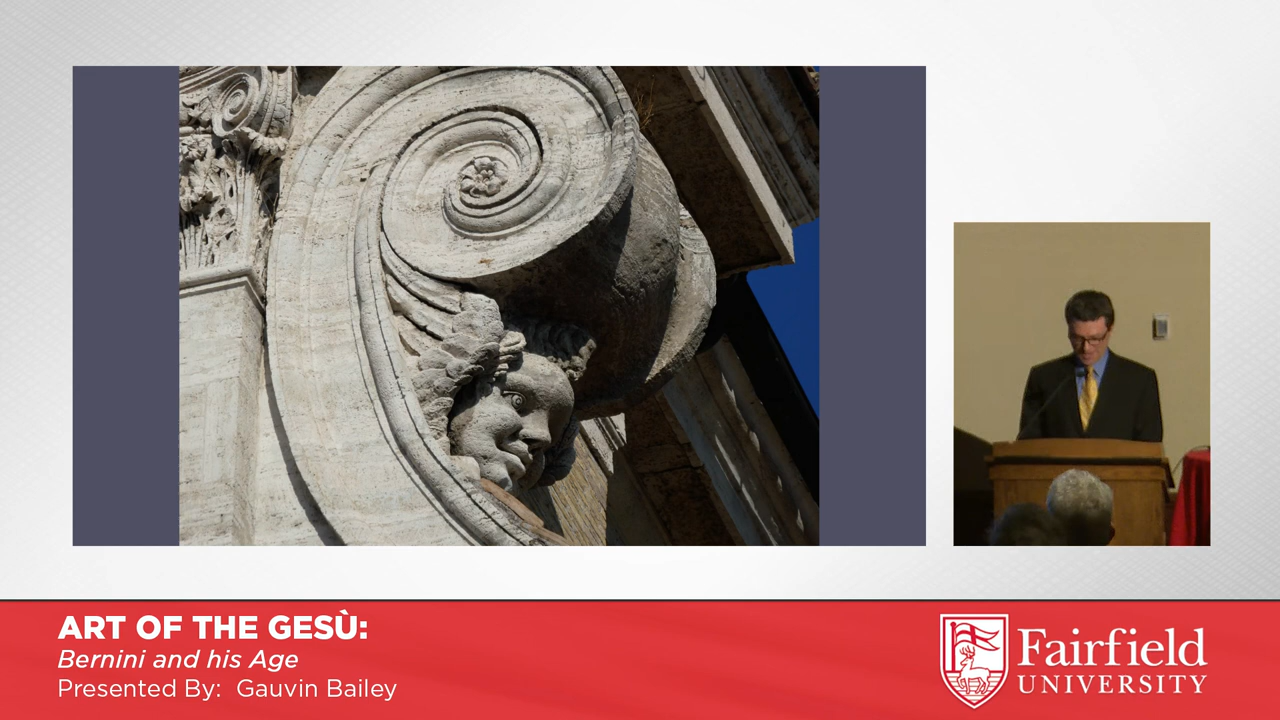 ART OF THE GESÙ:
Bernini and his Age
Presented By:  Gauvin Bailey
Fairfield
UNIVERSITY